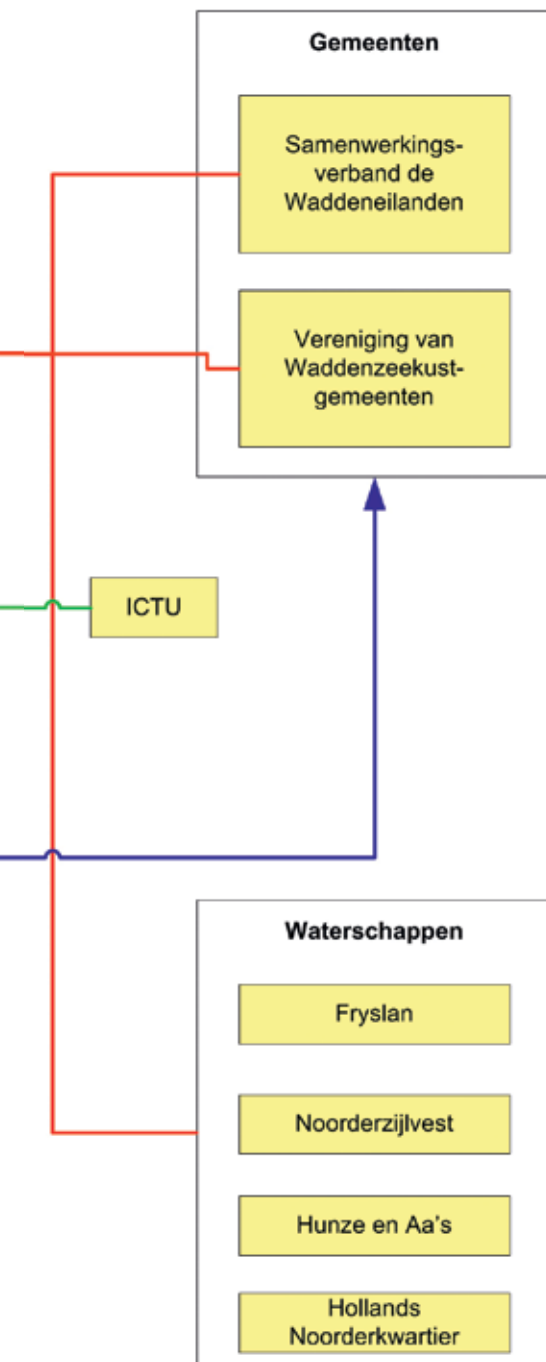 Gemeenten
Samenwerkings-
verband de
Waddeneilanden
Vereniging van
Waddenzeekust-
gemeenten
ICTU
Waterschappen
Fryslan
Noorderzijlvest
Hunze en Aa's
Hollands
Noorderkwartier